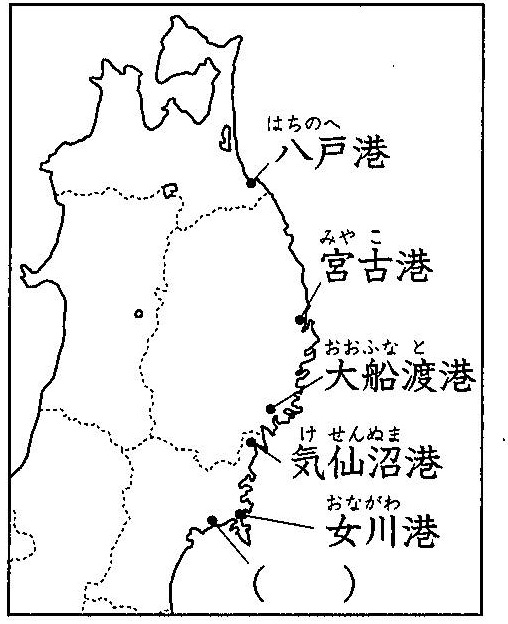 はちのへ
八戸港
みやこ
宮古港
おおふなと
大船渡港
けせんぬま
気仙沼港
おながわ
女川港
(　　)